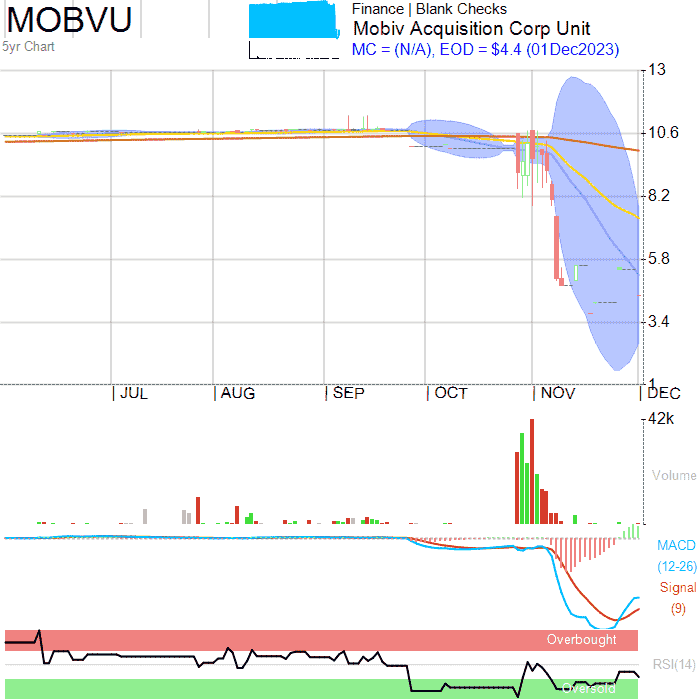 MOBVU
5yr Chart
Finance | Blank Checks
Mobiv Acquisition Corp Unit
MC = (N/A), EOD = $4.4 (01Dec2023)
13
10.6
8.2
5.8
3.4
1
JUL AUG SEP OCT NOV DEC
42k
Volume
MACD
(12-26)
Signal
(9)
Overbought
RSI(14)
Oversold